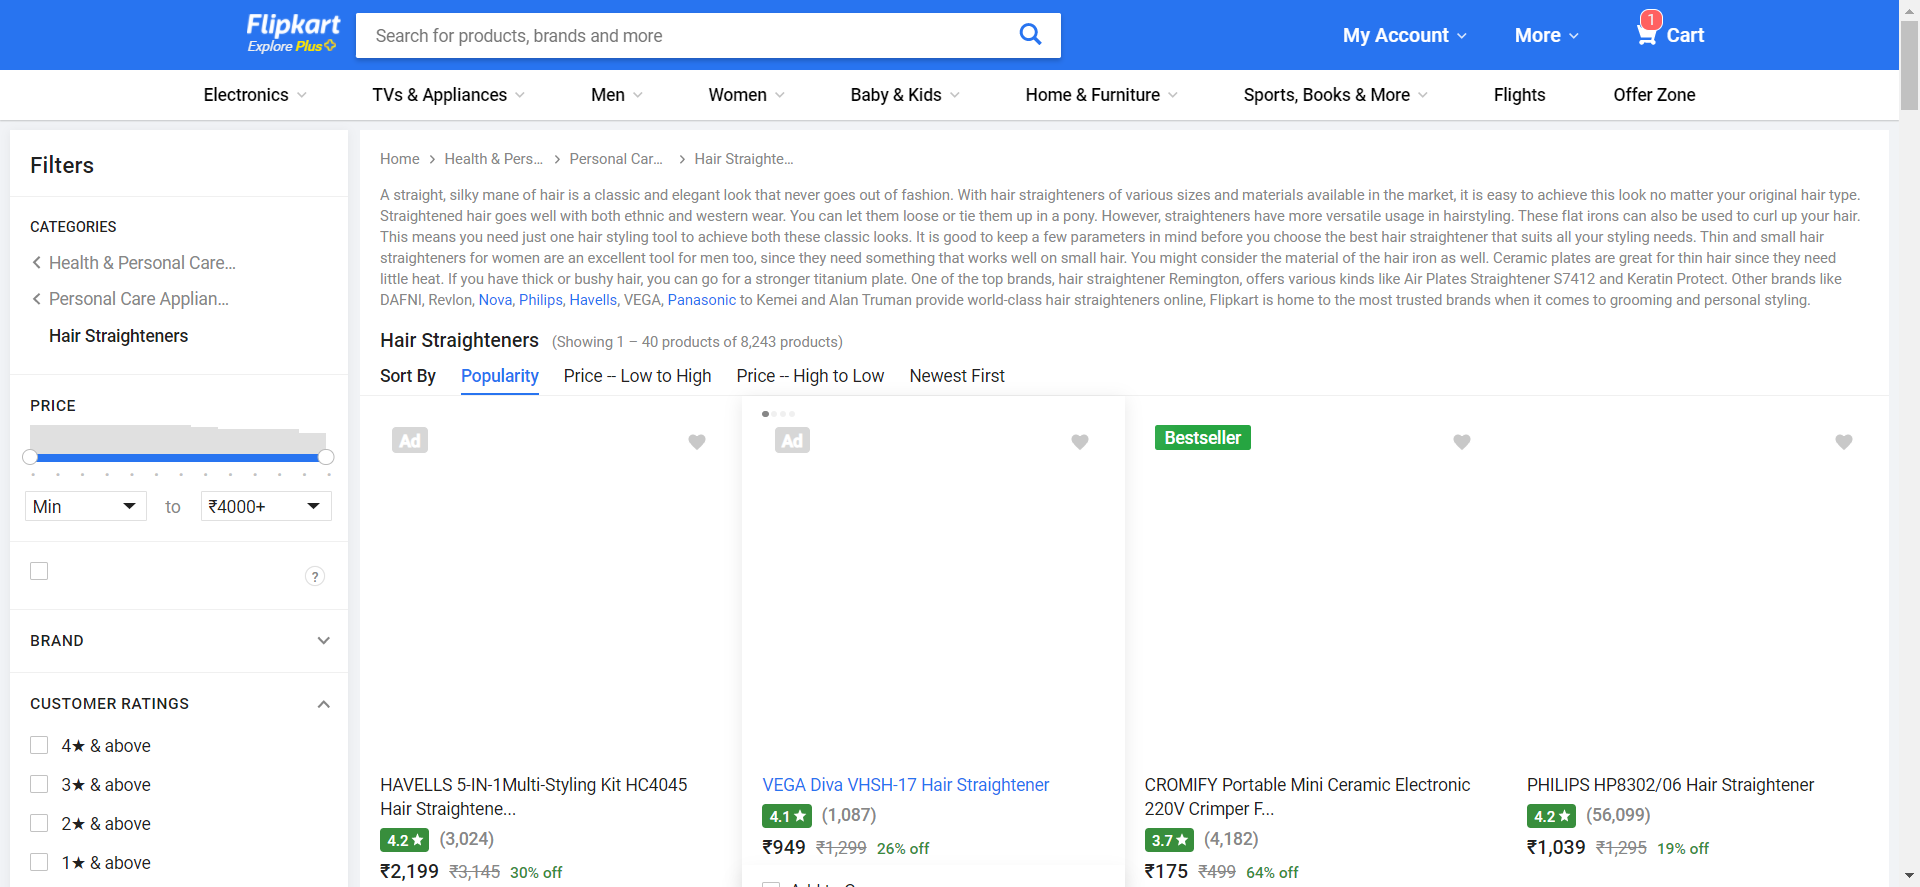 Flipkart
Explore Plus
Search for products, brands and more
My Account
More
1
Cart
Electronics
TVs & Appliances
Men
Women
Baby & Kids
Home & Furniture
Sports, Books & More
Flights
Offer Zone
Filters
CATEGORIES
Health & Personal Care...
Personal Care Applian...
Hair Straighteners
PRICE
Min
to
₹4000+
?
BRAND
CUSTOMER RATINGS
4★ & above
3★ & above
2★ & above
1★ & above
Home
Health & Pers...
Personal Car...
Hair Straighte...
A straight, silky mane of hair is a classic and elegant look that never goes out of fashion. With hair straighteners of various sizes and materials available in the market, it is easy to achieve this look no matter your original hair type.
Straightened hair goes well with both ethnic and western wear. You can let them loose or tie them up in a pony. However, straighteners have more versatile usage in hairstyling. These flat irons can also be used to curl up your hair.
This means you need just one hair styling tool to achieve both these classic looks. It is good to keep a few parameters in mind before you choose the best hair straightener that suits all your styling needs. Thin and small hair
straighteners for women are an excellent tool for men too, since they need something that works well on small hair. You might consider the material of the hair iron as well. Ceramic plates are great for thin hair since they need
little heat. If you have thick or bushy hair, you can go for a stronger titanium plate. One of the top brands, hair straightener Remington, offers various kinds like Air Plates Straightener S7412 and Keratin Protect. Other brands like
DAFNI, Revlon, Nova, Philips, Havells, VEGA, Panasonic to Kemei and Alan Truman provide world-class hair straighteners online, Flipkart is home to the most trusted brands when it comes to grooming and personal styling.
Hair Straighteners
(Showing 1 – 40 products of 8,243 products)
Sort By
Popularity
Price -- Low to High
Price -- High to Low
Newest First
Ad
HAVELLS 5-IN-1Multi-Styling Kit HC4045
Hair Straightene...
4.2★ (3,024)
₹2,199 ₹3,145 30% off
Ad
VEGA Diva VHSH-17 Hair Straightener
4.1★ (1,087)
₹949 ₹1,299 26% off
Bestseller
CROMIFY Portable Mini Ceramic Electronic
220V Crimper F...
3.7★ (4,182)
₹175 ₹499 64% off
PHILIPS HP8302/06 Hair Straightener
4.2★ (56,099)
₹1,039 ₹1,295 19% off